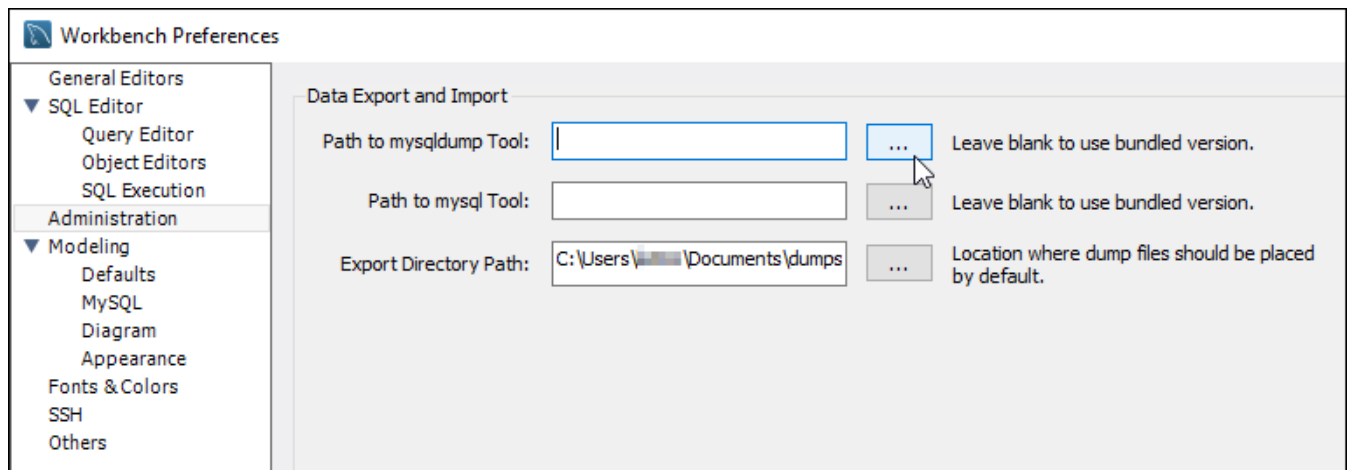 Workbench Preferences
General Editors
SQL Editor
Query Editor
Object Editors
SQL Execution
Administration
Modeling
Defaults
MySQL
Diagram
Appearance
Fonts & Colors
SSH
Others
Data Export and Import
Path to mysqldump Tool:
...
Leave blank to use bundled version.
Path to mysql Tool:
...
Leave blank to use bundled version.
Export Directory Path:
C:\Users\ \Documents\dumps
...
Location where dump files should be placed
by default.